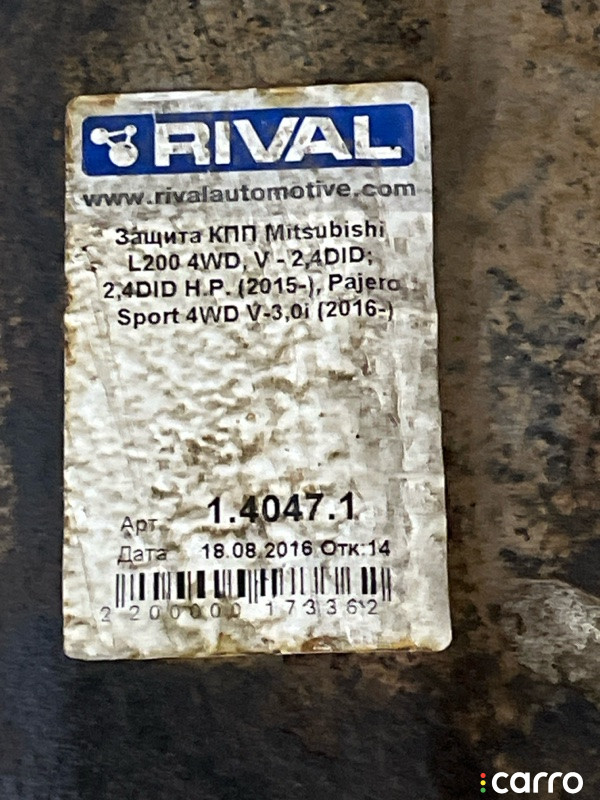 RIVAL
www.rivalautomotive.com
Защита КПП Mitsubishi
L200 4WD, V - 2,4DID;
2,4DID H.P. (2015-), Pajero
Sport 4WD V-3,0i (2016-)
Арт. 1.4047.1
Дата 18.08.2016 Отк:14
2 200000 173362
carro